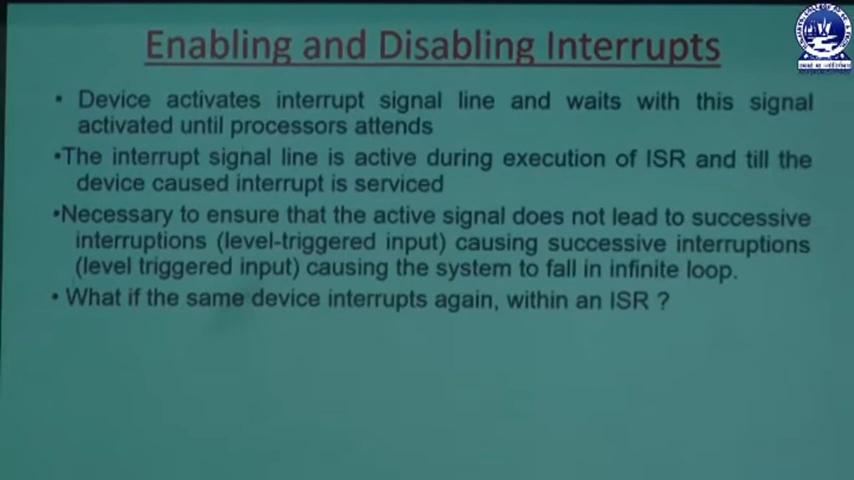 Enabling and Disabling Interrupts
• Device activates interrupt signal line and waits with this signal
activated until processors attends
•The interrupt signal line is active during execution of ISR and till the
device caused interrupt is serviced
•Necessary to ensure that the active signal does not lead to successive
interruptions (level-triggered input) causing successive interruptions
(level triggered input) causing the system to fall in infinite loop.
• What if the same device interrupts again, within an ISR ?